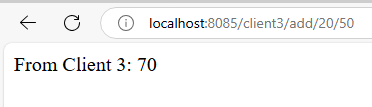 localhost:8085/client3/add/20/50
From Client 3: 70